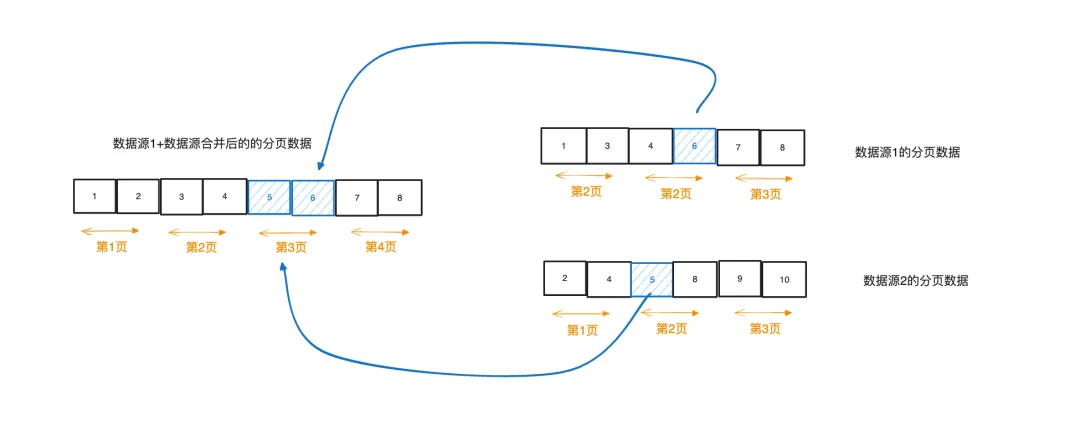 数据源1+数据源合并后的的分页数据
1 2 3 4 5 6 7 8
第1页 第2页 第3页 第4页
1 3 4 6 7 8
数据源1的分页数据
第2页 第2页 第3页
2 4 5 8 9 10
数据源2的分页数据
第1页 第2页 第3页